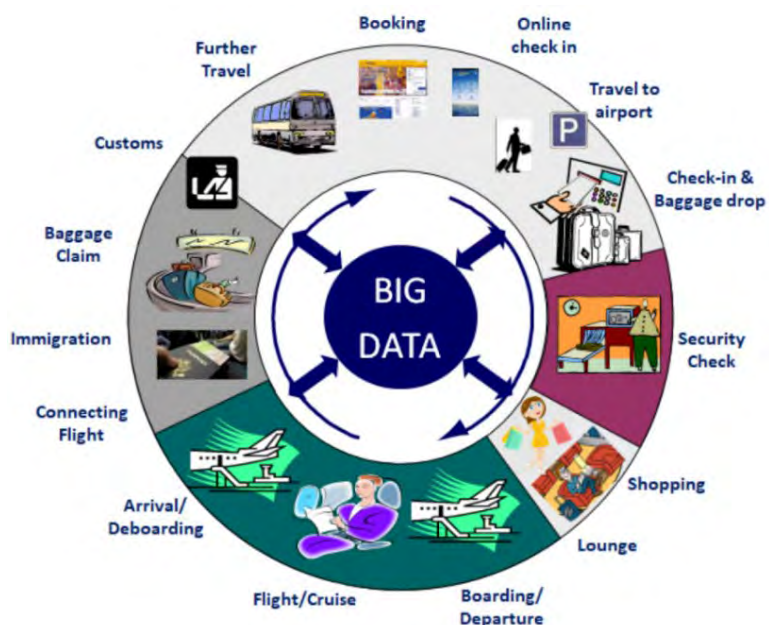 Booking
Online
check in
Travel to
airport
P
Check-in &
Baggage drop
Security
Check
Shopping
Lounge
Boarding/
Departure
Flight/Cruise
Arrival/
Deboarding
Connecting
Flight
Immigration
Baggage
Claim
Customs
Further
Travel
BIG
DATA